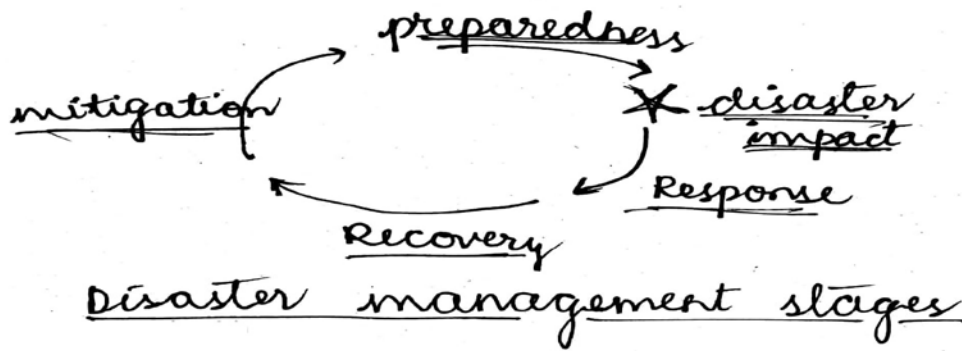 preparedness
mitigation
disaster
impact
Response
Recovery
Disaster management stages